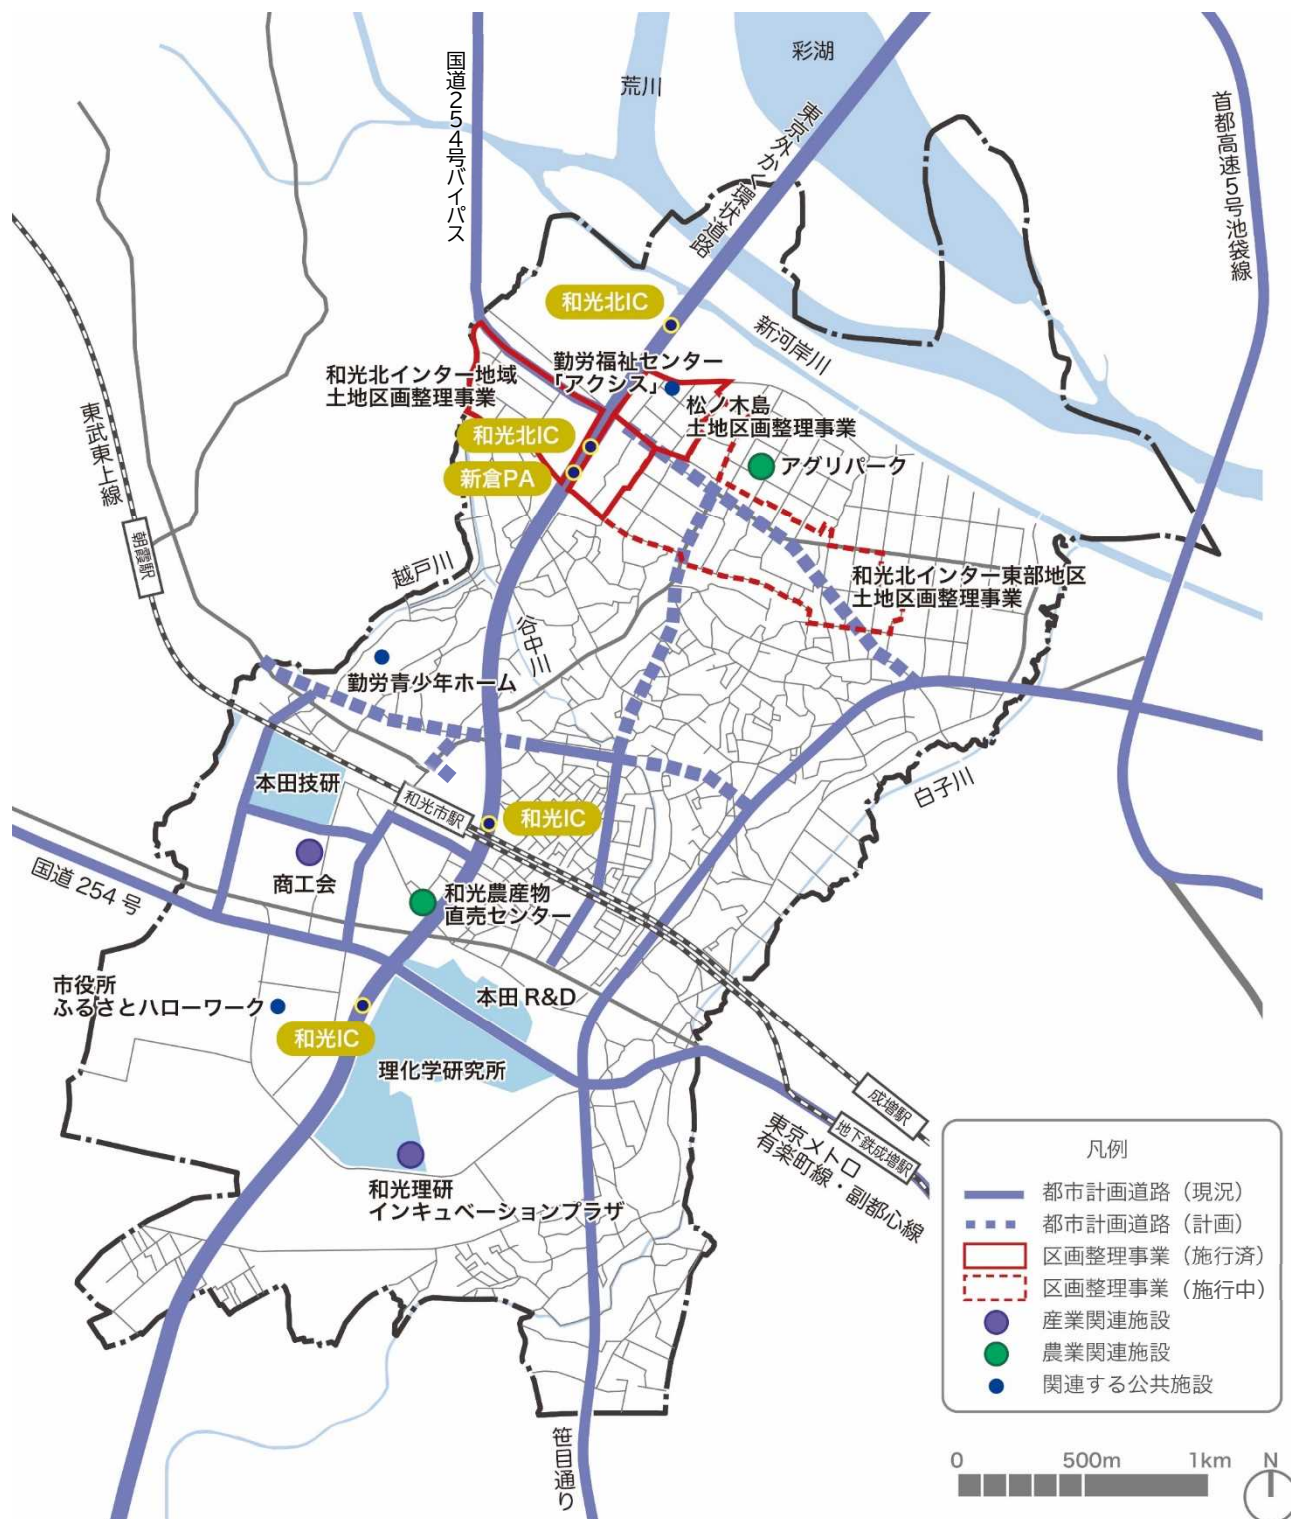 彩湖
荒川
国道254号バイパス
東京外かく環状道路
首都高速5号池袋線
和光北IC
新河岸川
勤労福祉センター
「アクシス」
和光北インター地域
土地区画整理事業
松ノ木島
土地区画整理事業
東武東上線
和光北IC
アグリパーク
新倉PA
朝霞駅
越戸川
和光北インター東部地区
土地区画整理事業
谷中川
勤労青少年ホーム
本田技研
白子川
和光市駅
和光IC
国道254号
商工会
和光農産物
直売センター
市役所
ふるさとハローワーク
本田R&D
和光IC
理化学研究所
成増駅
地下鉄成増駅
東京メトロ
有楽町線・副都心線
和光理研
インキュベーションプラザ
笹目通り
凡例
都市計画道路（現況）
都市計画道路（計画）
区画整理事業（施行済）
区画整理事業（施行中）
産業関連施設
農業関連施設
関連する公共施設
0 500m 1km N